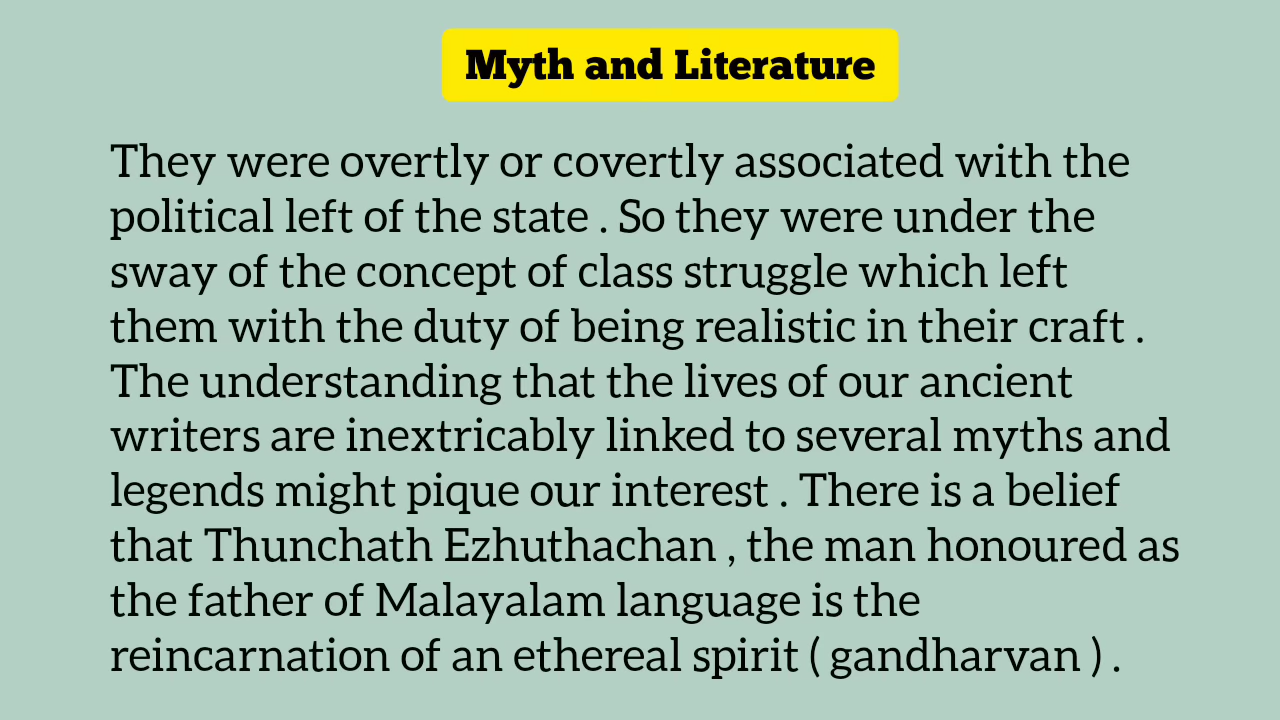 Myth and Literature
They were overtly or covertly associated with the
political left of the state . So they were under the
sway of the concept of class struggle which left
them with the duty of being realistic in their craft .
The understanding that the lives of our ancient
writers are inextricably linked to several myths and
legends might pique our interest . There is a belief
that Thunchath Ezhuthachan , the man honoured as
the father of Malayalam language is the
reincarnation of an ethereal spirit ( gandharvan ) .